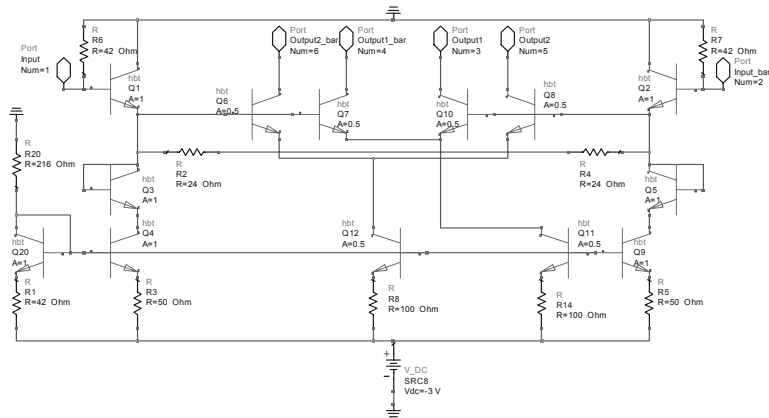 Port
Input
Num=1
R
R6
R=42 Ohm
hbt
Q1
A=1
Port
Output2_bar
Num=6
Port
Output1_bar
Num=4
Port
Output1
Num=3
Port
Output2
Num=5
R
R7
R=42 Ohm
Port
Input_bar
Num=2
hbt
Q2
A=1
hbt
Q6
A=0.5
hbt
Q7
A=0.5
hbt
Q10
A=0.5
hbt
Q8
A=0.5
R
R20
R=216 Ohm
R
R2
R=24 Ohm
R
R4
R=24 Ohm
hbt
Q3
A=1
hbt
Q5
A=1
hbt
Q20
A=1
hbt
Q4
A=1
hbt
Q12
A=0.5
hbt
Q11
A=0.5
hbt
Q9
A=1
R
R1
R=42 Ohm
R
R3
R=50 Ohm
R
R8
R=100 Ohm
R
R14
R=100 Ohm
R
R5
R=50 Ohm
+
-
V_DC
SRC8
Vdc=-3 V